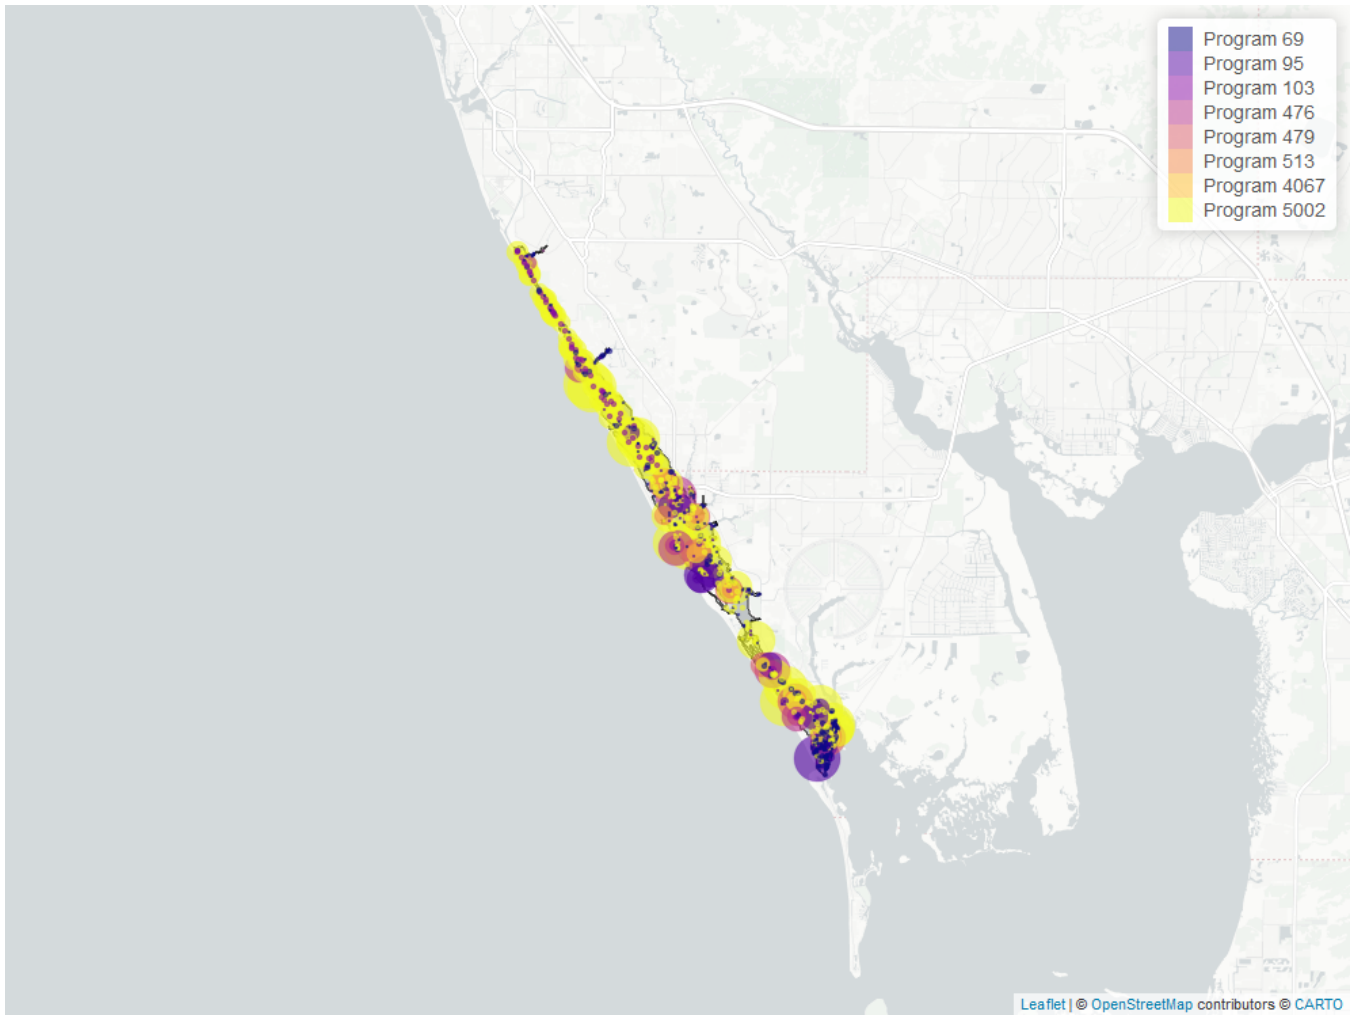 Program 69
Program 95
Program 103
Program 476
Program 479
Program 513
Program 4067
Program 5002
Leaflet | © OpenStreetMap contributors © CARTO